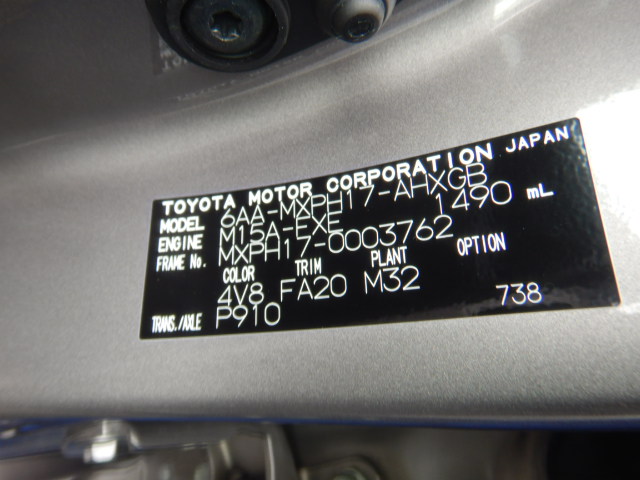 TOYOTA MOTOR CORPORATION JAPAN
MODEL 6AA-MXPH17-AHXGB
ENGINE M15A-EXE 1490 mL
FRAME No. MXPH17-0003762
COLOR TRIM PLANT OPTION
4V8 FA20 M32
TRANS./AXLE P910 738